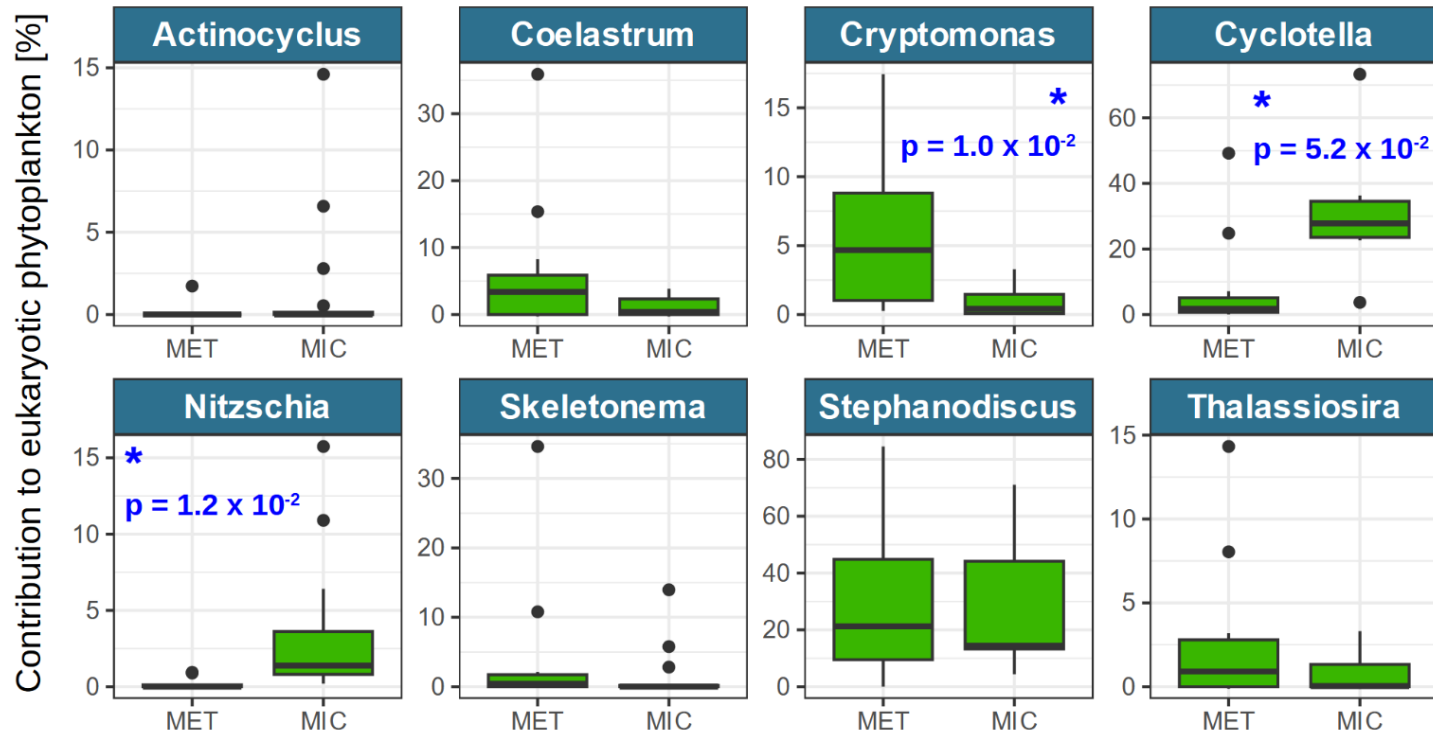 Contribution to eukaryotic phytoplankton [%]
Actinocyclus
15
10
5
0
MET MIC
Coelastrum
30
20
10
0
MET MIC
Cryptomonas
15
10
5
0
*
p = 1.0 x 10⁻²
MET MIC
Cyclotella
60
40
20
0
*
p = 5.2 x 10⁻²
MET MIC
Nitzschia
15
10
5
0
*
p = 1.2 x 10⁻²
MET MIC
Skeletonema
30
20
10
0
MET MIC
Stephanodiscus
80
60
40
20
0
MET MIC
Thalassiosira
15
10
5
0
MET MIC